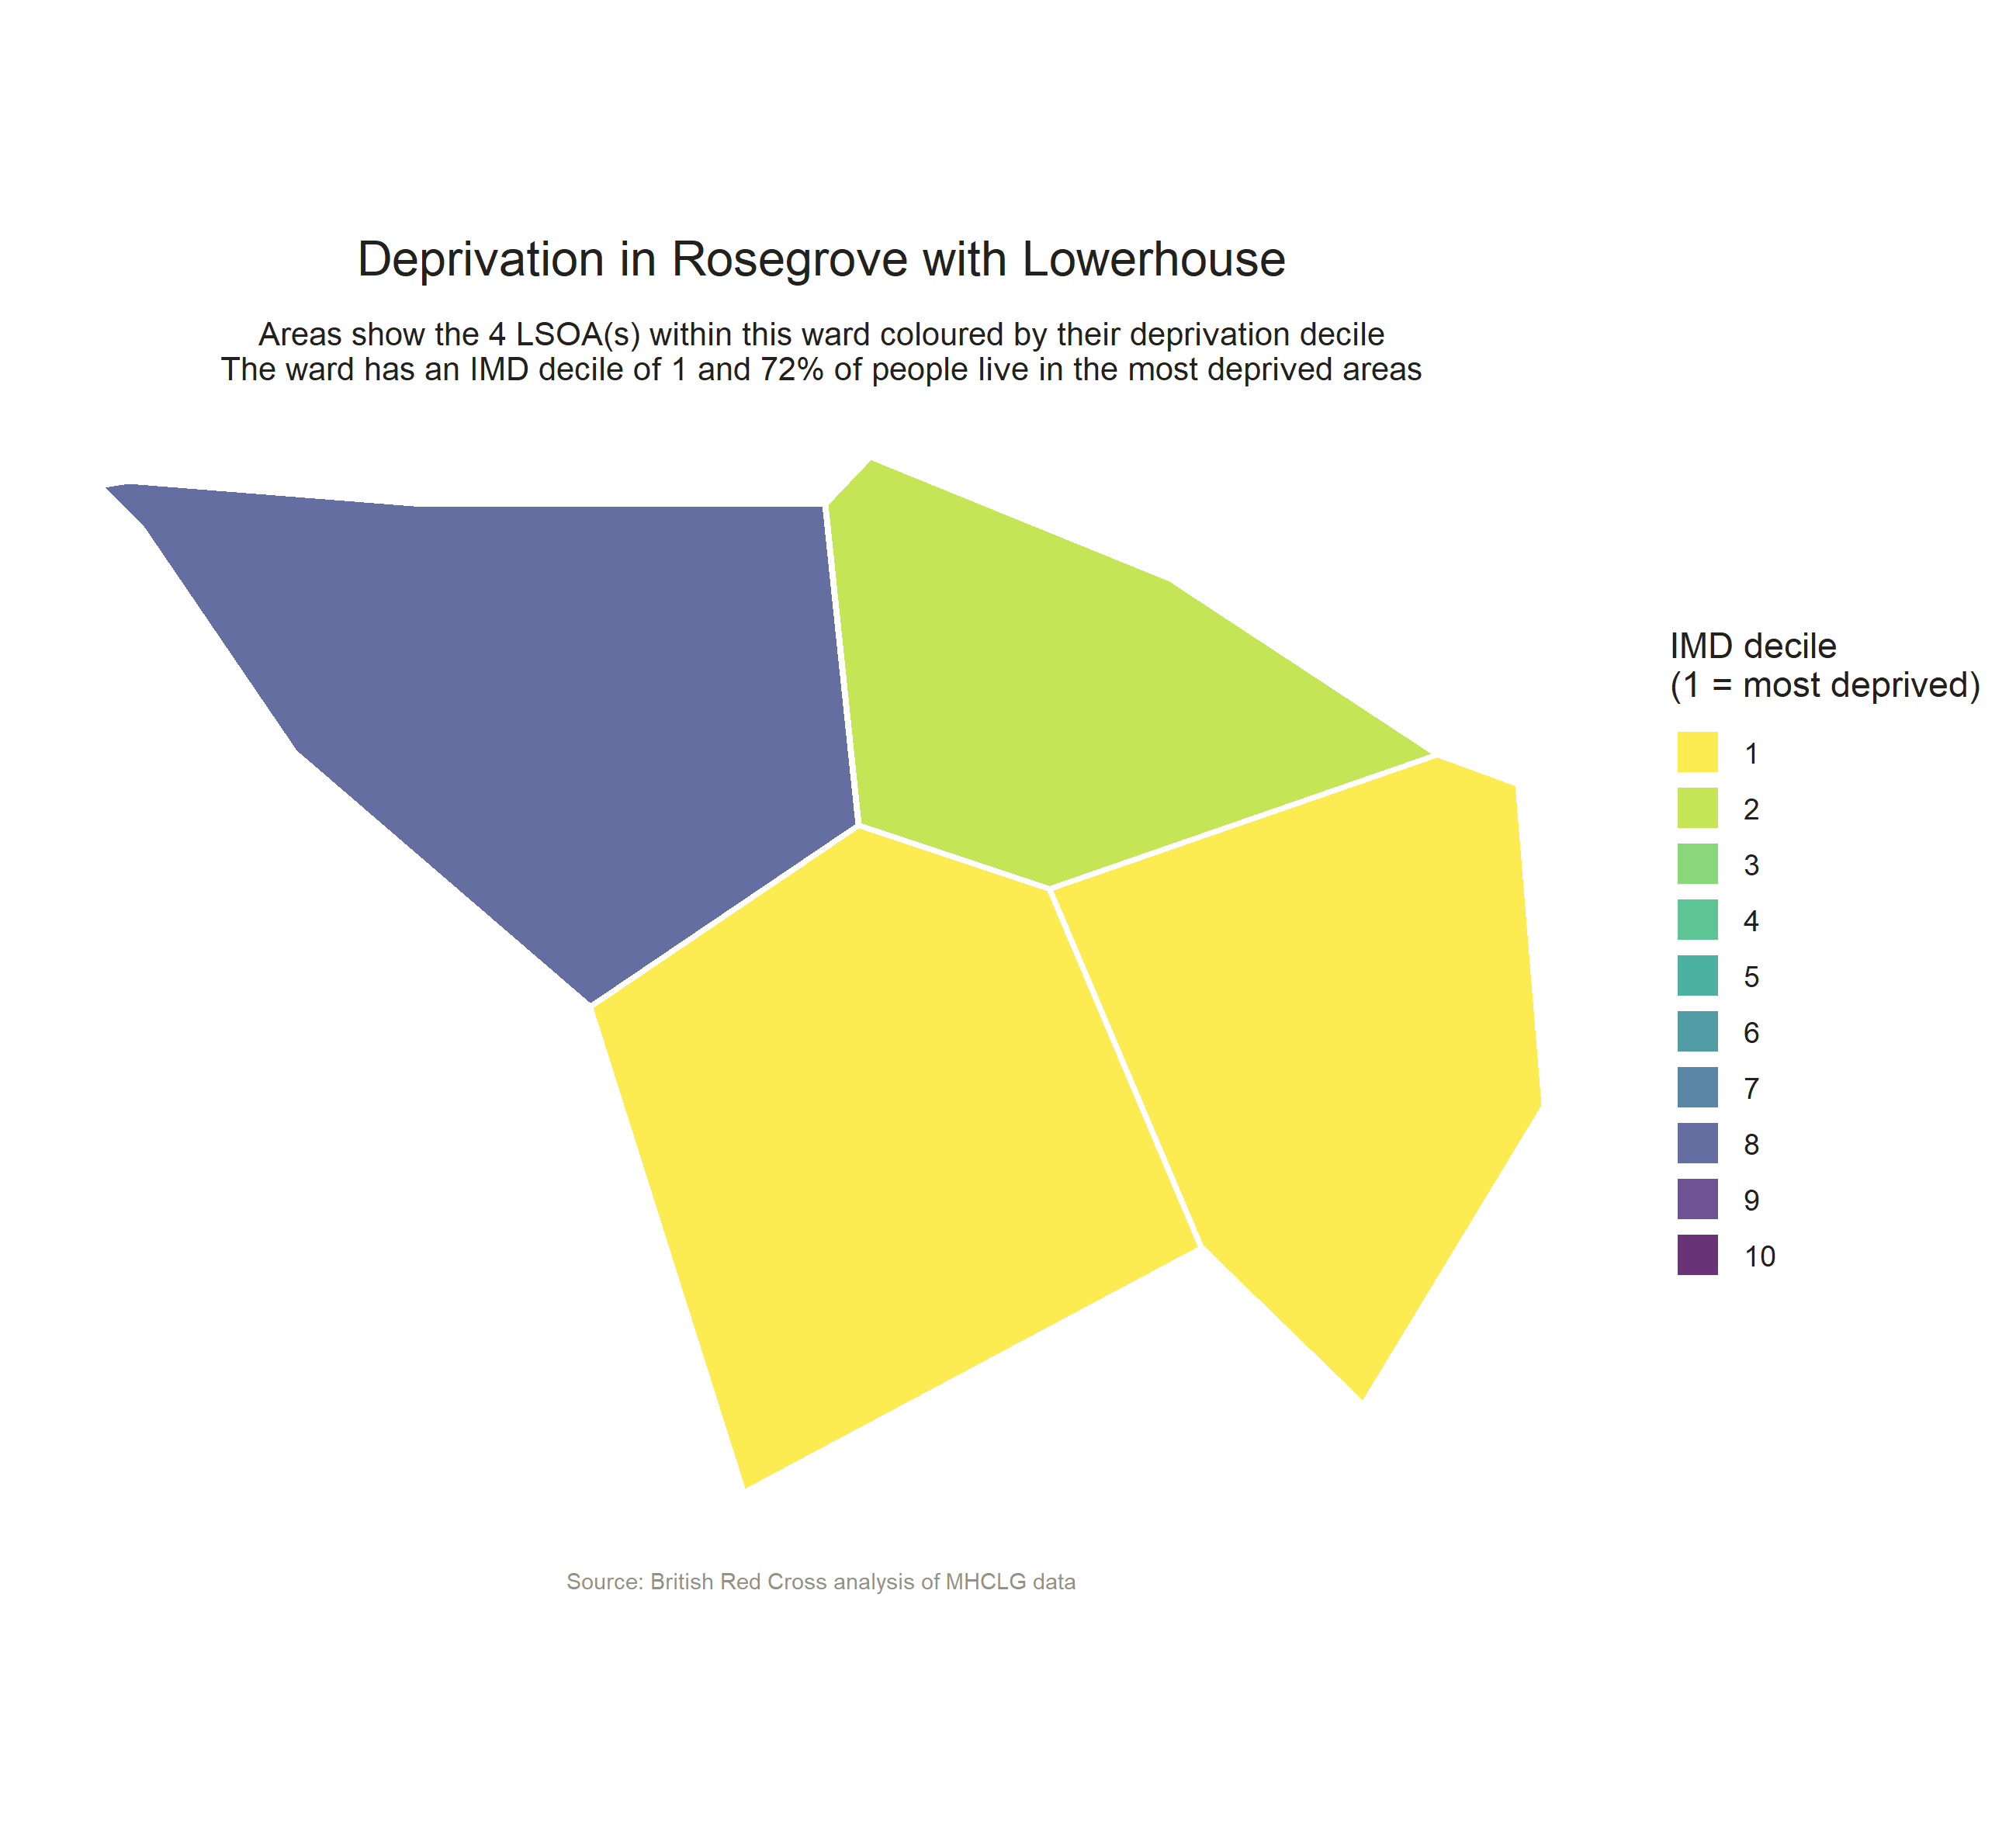 Deprivation in Rosegrove with Lowerhouse
Areas show the 4 LSOA(s) within this ward coloured by their deprivation decile
The ward has an IMD decile of 1 and 72% of people live in the most deprived areas
IMD decile
(1 = most deprived)
1
2
3
4
5
6
7
8
9
10
Source: British Red Cross analysis of MHCLG data